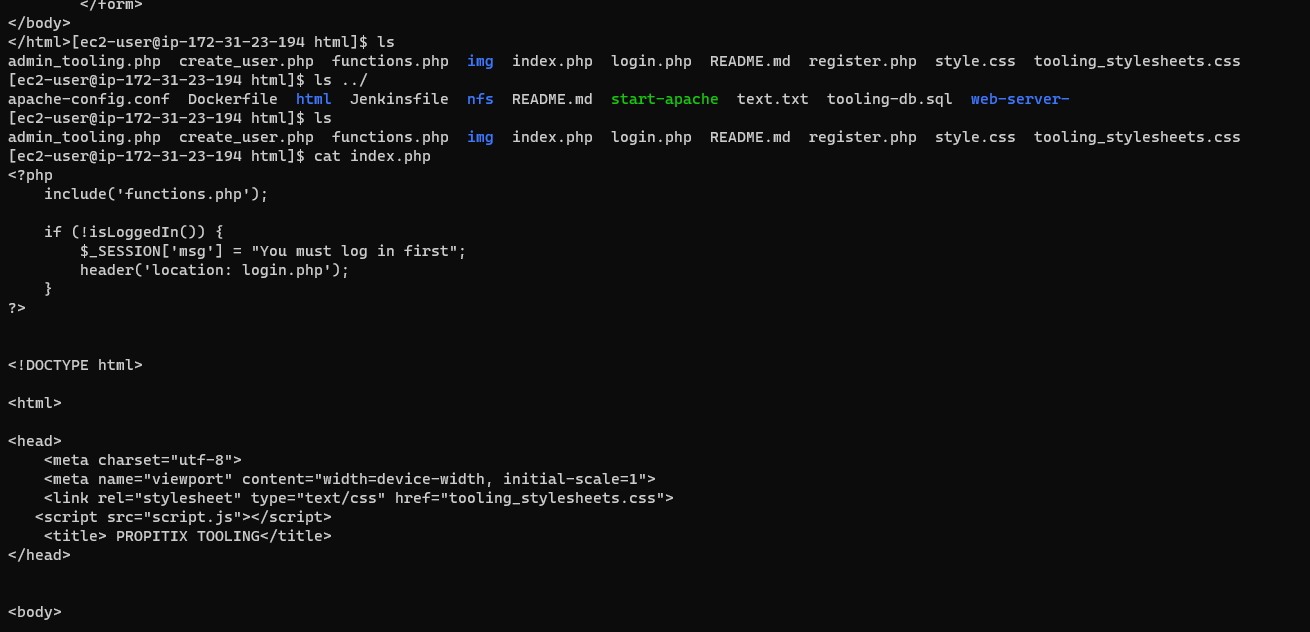 </form>
</body>
</html>[ec2-user@ip-172-31-23-194 html]$ ls
admin_tooling.php  create_user.php  functions.php  img  index.php  login.php  README.md  register.php  style.css  tooling_stylesheets.css
[ec2-user@ip-172-31-23-194 html]$ ls ../
apache-config.conf  Dockerfile  html  Jenkinsfile  nfs  README.md  start-apache  text.txt  tooling-db.sql  web-server-
[ec2-user@ip-172-31-23-194 html]$ ls
admin_tooling.php  create_user.php  functions.php  img  index.php  login.php  README.md  register.php  style.css  tooling_stylesheets.css
[ec2-user@ip-172-31-23-194 html]$ cat index.php
<?php
    include('functions.php');

    if (!isLoggedIn()) {
        $_SESSION['msg'] = "You must log in first";
        header('location: login.php');
    }
?>


<!DOCTYPE html>

<html>

<head>
    <meta charset="utf-8">
    <meta name="viewport" content="width=device-width, initial-scale=1">
    <link rel="stylesheet" type="text/css" href="tooling_stylesheets.css">
   <script src="script.js"></script>
    <title> PROPITIX TOOLING</title>
</head>


<body>